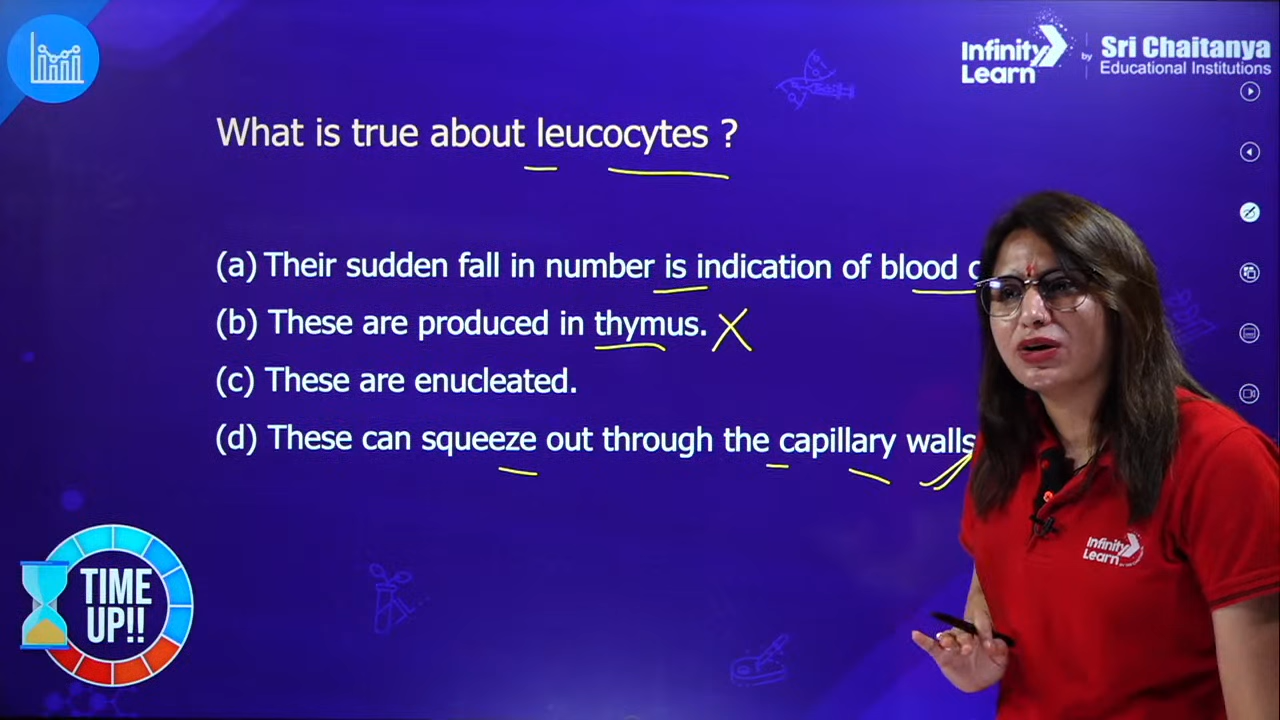 Infinity
Learn
by
Sri Chaitanya
Educational Institutions
What is true about leucocytes ?
(a) Their sudden fall in number is indication of blood
(b) These are produced in thymus.
(c) These are enucleated.
(d) These can squeeze out through the capillary walls
TIME
UP!!
Infinity
Learn